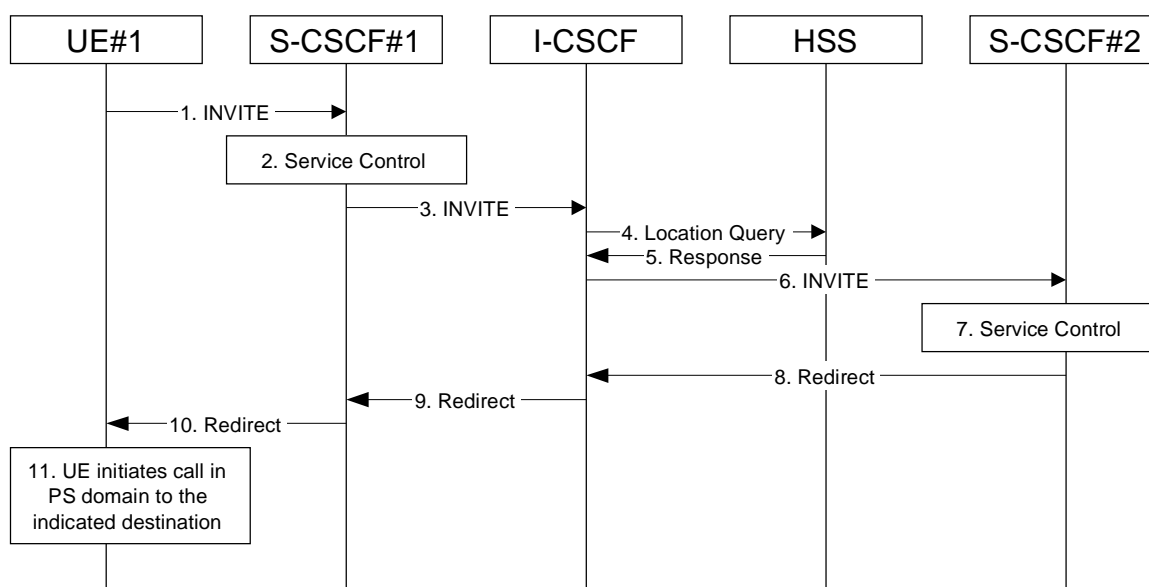 UE#1
S-CSCF#1
I-CSCF
HSS
S-CSCF#2
1. INVITE
2. Service Control
3. INVITE
4. Location Query
5. Response
6. INVITE
7. Service Control
8. Redirect
9. Redirect
10. Redirect
11. UE initiates call in
PS domain to the
indicated destination